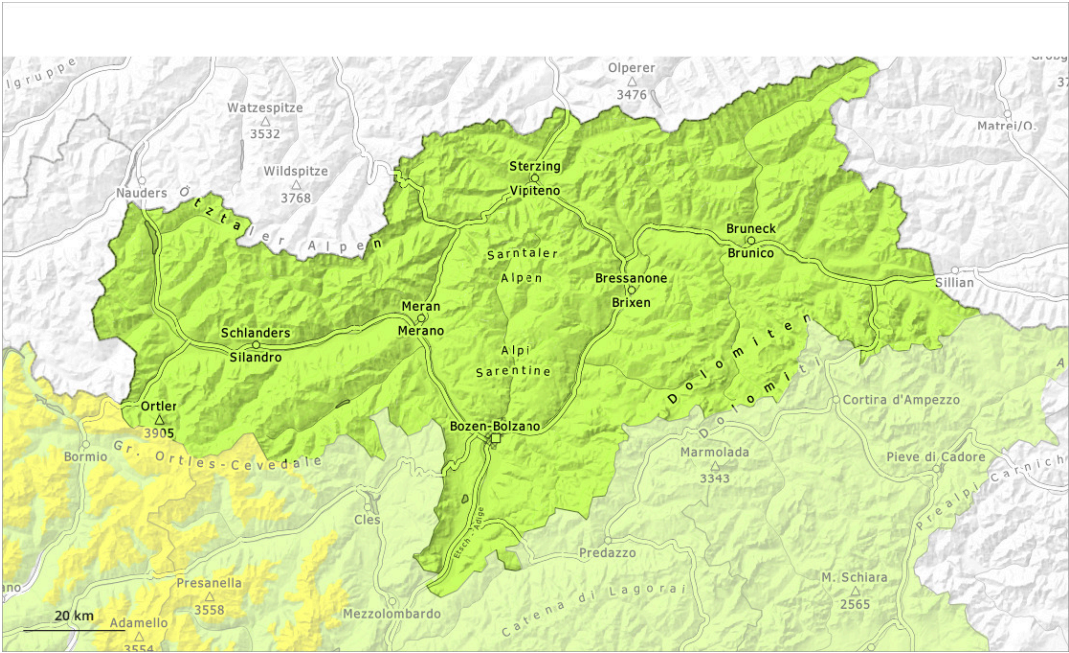 lgruppe
Olperer
3476
Watzespitze
3532
Matrei/O.
Wildspitze
3768
Nauders
Ötztaler Alpen
Sterzing
Vipiteno
Bruneck
Brunico
Sarntaler
Alpen
Bressanone
Brixen
Sillian
Meran
Merano
Schlanders
Silandro
Alpi
Sarentine
Dolomiten
Dolomiti
Ortler
3905
Cortina d'Ampezzo
Bozen-Bolzano
Bormio
Gr. Ortles-Cevedale
Marmolada
3343
Pieve di Cadore
Prealpi Carnich
Cles
Etsch - Adige
Predazzo
Presanella
3558
M. Schiara
2565
Catena di Lagorai
Mezzolombardo
ano
20 km
Adamello
3554